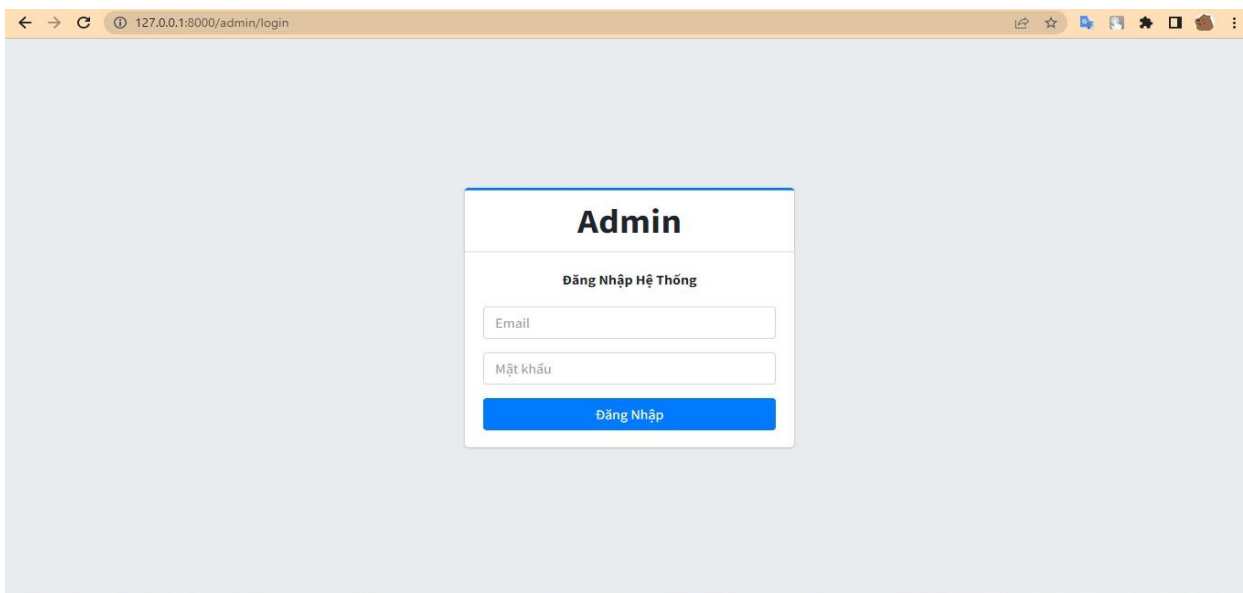 127.0.0.1:8000/admin/login
Admin
Đăng Nhập Hệ Thống
Email
Mật khẩu
Đăng Nhập